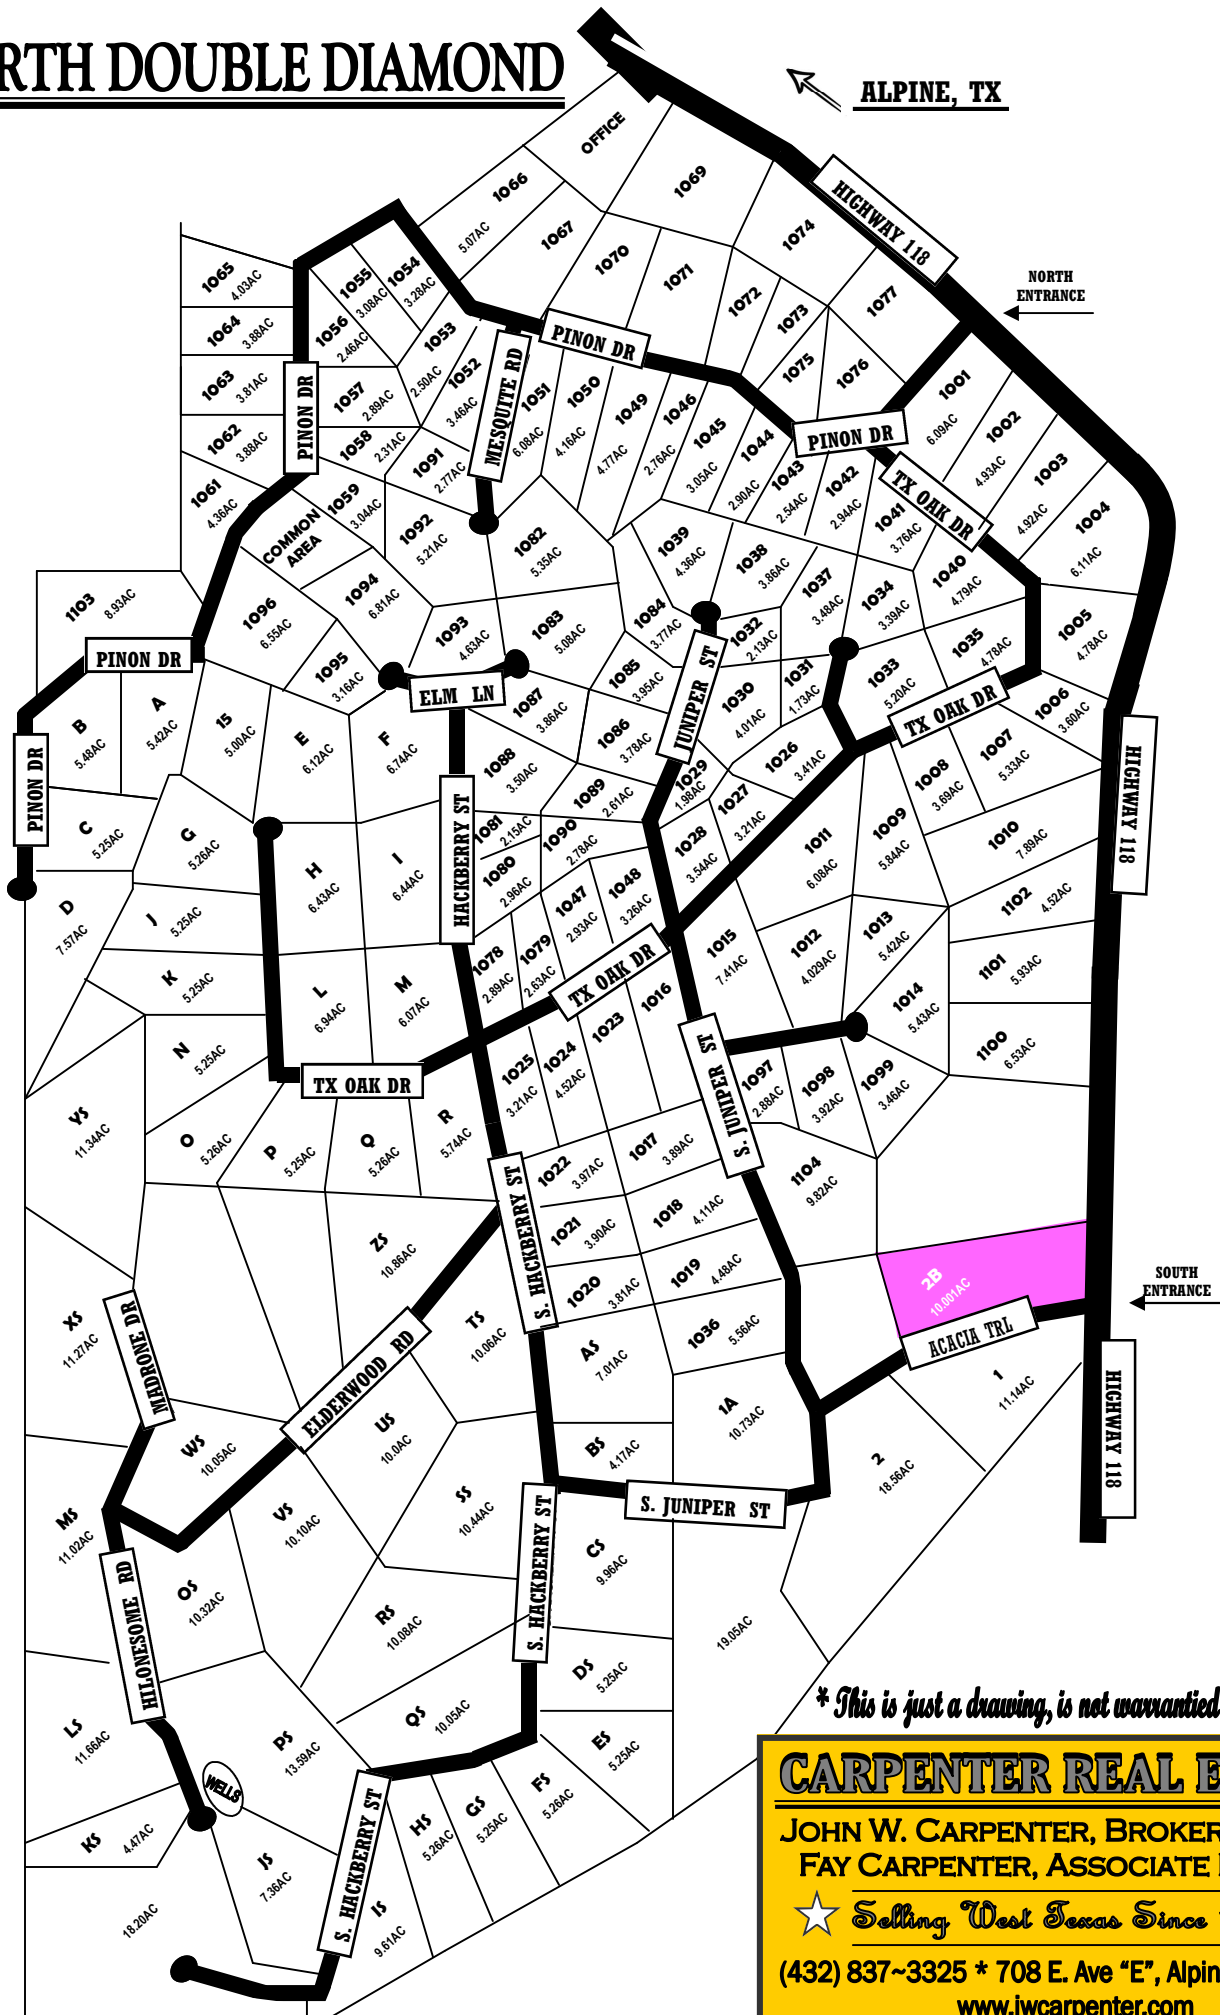 RTH DOUBLE DIAMOND
ALPINE, TX
HIGHWAY 118
NORTH
ENTRANCE
OFFICE
1066
5.07AC
1067
1069
1070
1071
1072
1073
1074
1077
1075
1076
1065
4.03AC
1064
3.88AC
1063
3.81AC
1062
3.88AC
1061
4.36AC
1056
2.46AC
1055
3.08AC
1054
3.28AC
1053
2.50AC
1057
2.89AC
1058
2.31AC
1059
3.04AC
COMMON
AREA
PINON DR
1052
3.46AC
MESQUITE RD
1091
2.77AC
1092
5.21AC
1051
6.08AC
1050
4.16AC
1049
4.77AC
1046
2.76AC
1045
3.05AC
1044
2.90AC
1043
2.54AC
1042
2.94AC
1041
3.76AC
PINON DR
PINON DR
TX OAK DR
1001
6.09AC
1002
4.93AC
1003
4.92AC
1004
6.11AC
1103
8.93AC
PINON DR
1096
6.55AC
1094
6.81AC
1095
3.16AC
1093
4.63AC
1082
5.35AC
1083
5.08AC
1084
3.77AC
1085
3.95AC
1039
4.36AC
1038
3.86AC
1037
3.48AC
1034
3.39AC
1040
4.79AC
1035
4.78AC
1005
4.78AC
1032
2.13AC
1031
1.73AC
1033
5.20AC
1030
4.01AC
TX OAK DR
1006
3.60AC
1007
5.33AC
1008
3.69AC
1009
5.84AC
1010
7.89AC
HIGHWAY 118
ELM LN
JUNIPER ST
B
5.48AC
A
5.42AC
15
5.00AC
E
6.12AC
F
6.74AC
1087
3.86AC
1086
3.78AC
1088
3.50AC
1089
2.61AC
1029
1.98AC
1026
3.41AC
1027
3.21AC
1028
3.54AC
PINON DR
C
5.25AC
G
5.26AC
H
6.43AC
I
6.44AC
HACKBERRY ST
1081
2.15AC
1080
2.96AC
1090
2.78AC
1047
2.93AC
1048
3.26AC
1011
6.08AC
1102
4.52AC
D
7.57AC
J
5.25AC
K
5.25AC
L
6.94AC
M
6.07AC
1078
2.89AC
1079
2.63AC
TX OAK DR
1015
7.41AC
1012
4.029AC
1013
5.42AC
1014
5.43AC
1101
5.93AC
1100
6.53AC
N
5.25AC
TX OAK DR
1025
3.21AC
1024
4.52AC
1023
1016
S. JUNIPER ST
1097
2.88AC
1098
3.92AC
1099
3.46AC
YS
11.34AC
O
5.26AC
P
5.25AC
Q
5.26AC
R
5.74AC
1022
3.97AC
1017
3.89AC
1104
9.82AC
ZS
10.86AC
S. HACKBERRY ST
1021
3.90AC
1018
4.11AC
1020
3.81AC
1019
4.48AC
2B
10.001AC
SOUTH
ENTRANCE
ACACIA TRL
XS
11.27AC
MADRONE DR
ELDERWOOD RD
TS
10.06AC
AS
7.01AC
1036
5.56AC
1
11.14AC
HIGHWAY 118
WS
10.05AC
US
10.0AC
1A
10.73AC
BS
4.17AC
2
18.56AC
MS
11.02AC
VS
10.10AC
SS
10.44AC
S. JUNIPER ST
HILONESOME RD
OS
10.32AC
RS
10.08AC
S. HACKBERRY ST
CS
9.96AC
19.05AC
DS
5.25AC
LS
11.66AC
PS
13.59AC
QS
10.05AC
ES
5.25AC
WELLS
FS
5.26AC
KS
4.47AC
JS
7.36AC
S. HACKBERRY ST
HS
5.26AC
GS
5.25AC
IS
9.61AC
18.20AC
* This is just a drawing, is not warrantied
CARPENTER REAL E
JOHN W. CARPENTER, BROKER
FAY CARPENTER, ASSOCIATE
Selling West Texas Since
(432) 837~3325 * 708 E. Ave “E”, Alpin
www.jwcarpenter.com